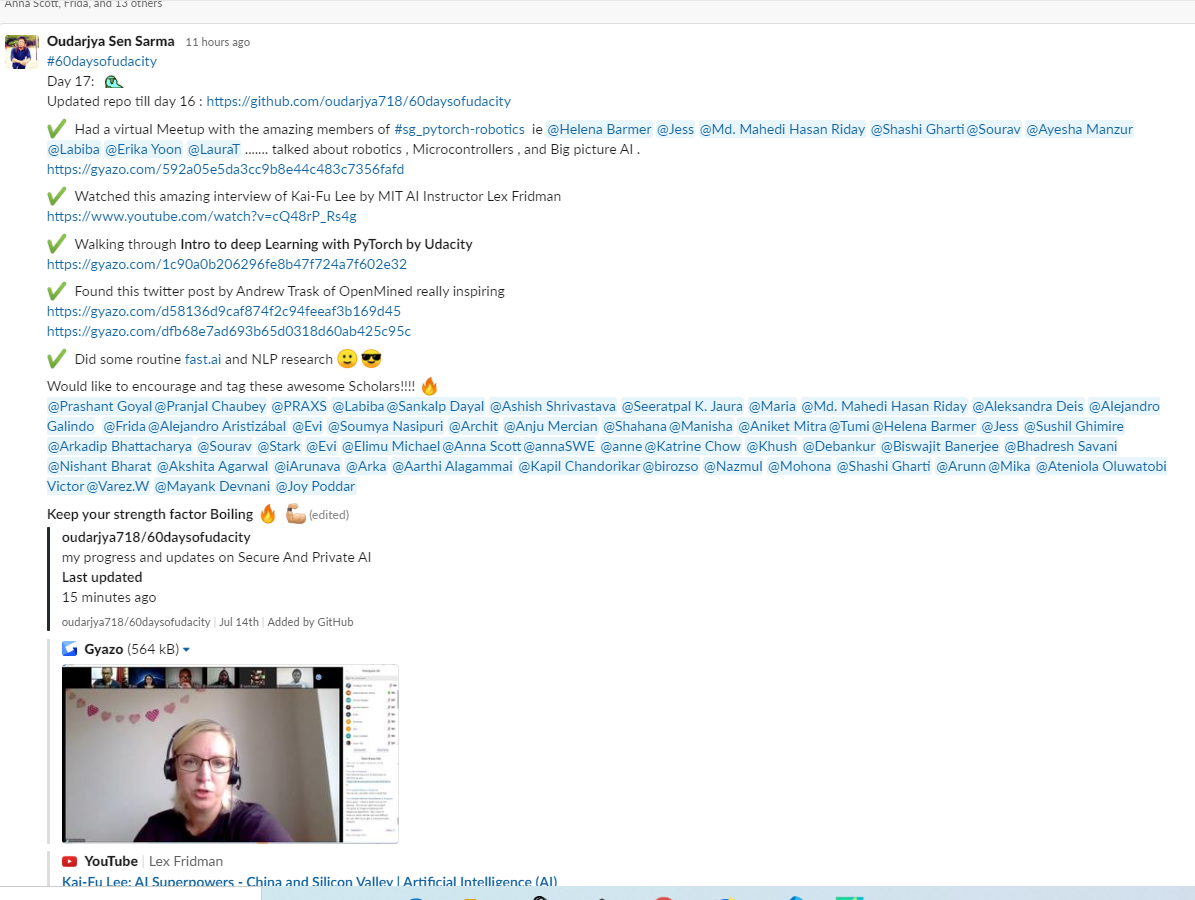 Anna Scott, Frida, and 13 others
Oudarjya Sen Sarma 11 hours ago
#60daysofudacity
Day 17:
Updated repo till day 16 : https://github.com/oudarjya718/60daysofudacity
Had a virtual Meetup with the amazing members of #sg_pytorch-robotics ie @Helena Barmer @Jess @Md. Mahedi Hasan Riday @Shashi Gharti @Sourav @Ayesha Manzur
@Labiba @Erika Yoon @LauraT ....... talked about robotics , Microcontrollers , and Big picture AI .
https://gyazo.com/592a05e5da3cc9b8e44c483c7356fafd
Watched this amazing interview of Kai-Fu Lee by MIT AI Instructor Lex Fridman
https://www.youtube.com/watch?v=cQ48rP_Rs4g
Walking through Intro to deep Learning with PyTorch by Udacity
https://gyazo.com/1c90a0b206296fe8b47f724a7f602e32
Found this twitter post by Andrew Trask of OpenMined really inspiring
https://gyazo.com/d58136d9caf874f2c94feeaf3b169d45
https://gyazo.com/dfb68e7ad693b65d0318d60ab425c95c
Did some routine fast.ai and NLP research
Would like to encourage and tag these awesome Scholars!!!!
@Prashant Goyal @Pranjal Chaubey @PRAXS @Labiba @Sankalp Dayal @Ashish Shrivastava @Seeratpal K. Jaura @Maria @Md. Mahedi Hasan Riday @Aleksandra Deis @Alejandro
Galindo @Frida @Alejandro Aristizábal @Evi @Soumya Nasipuri @Archit @Anju Mercian @Shahana @Manisha @Aniket Mitra @Tumi @Helena Barmer @Jess @Sushil Ghimire
@Arkadip Bhattacharya @Sourav @Stark @Evi @Elimu Michael @Anna Scott @annaSWE @anne @Katrine Chow @Khush @Debankur @Biswajit Banerjee @Bhadresh Savani
@Nishant Bharat @Akshita Agarwal @iArunava @Arka @Aarthi Alagammai @Kapil Chandorikar @birozso @Nazmul @Mohona @Shashi Gharti @Arunn @Mika @Ateniola Oluwatobi
Victor @Varez.W @Mayank Devnani @Joy Poddar
Keep your strength factor Boiling (edited)
oudarjya718/60daysofudacity
my progress and updates on Secure And Private AI
Last updated
15 minutes ago
oudarjya718/60daysofudacity | Jul 14th | Added by GitHub
Gyazo (564 kB)
YouTube | Lex Fridman
Kai-Fu Lee: AI Superpowers - China and Silicon Valley | Artificial Intelligence (AI)